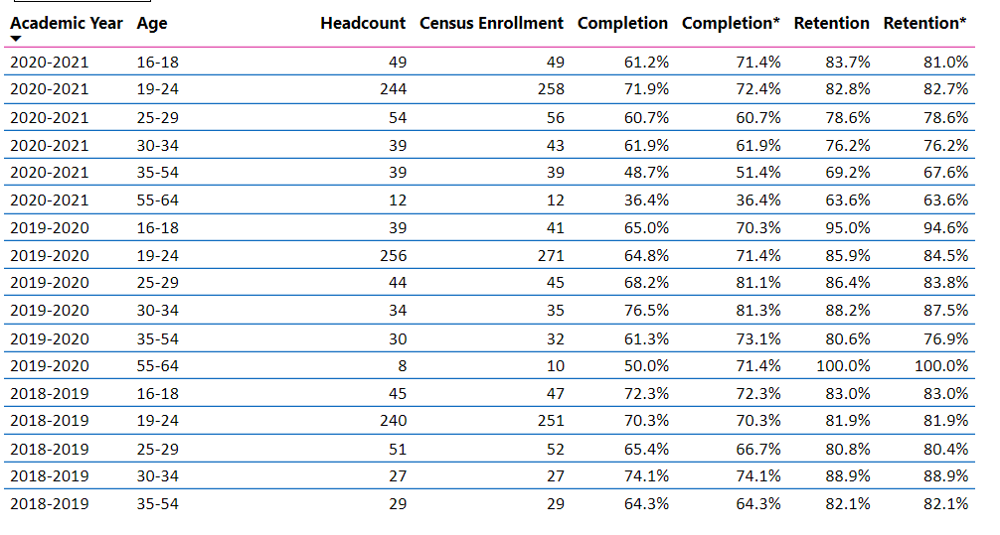 Academic Year Age Headcount Census Enrollment Completion Completion* Retention Retention*
2020-2021 16-18 49 49 61.2% 71.4% 83.7% 81.0%
2020-2021 19-24 244 258 71.9% 72.4% 82.8% 82.7%
2020-2021 25-29 54 56 60.7% 60.7% 78.6% 78.6%
2020-2021 30-34 39 43 61.9% 61.9% 76.2% 76.2%
2020-2021 35-54 39 39 48.7% 51.4% 69.2% 67.6%
2020-2021 55-64 12 12 36.4% 36.4% 63.6% 63.6%
2019-2020 16-18 39 41 65.0% 70.3% 95.0% 94.6%
2019-2020 19-24 256 271 64.8% 71.4% 85.9% 84.5%
2019-2020 25-29 44 45 68.2% 81.1% 86.4% 83.8%
2019-2020 30-34 34 35 76.5% 81.3% 88.2% 87.5%
2019-2020 35-54 30 32 61.3% 73.1% 80.6% 76.9%
2019-2020 55-64 8 10 50.0% 71.4% 100.0% 100.0%
2018-2019 16-18 45 47 72.3% 72.3% 83.0% 83.0%
2018-2019 19-24 240 251 70.3% 70.3% 81.9% 81.9%
2018-2019 25-29 51 52 65.4% 66.7% 80.8% 80.4%
2018-2019 30-34 27 27 74.1% 74.1% 88.9% 88.9%
2018-2019 35-54 29 29 64.3% 64.3% 82.1% 82.1%